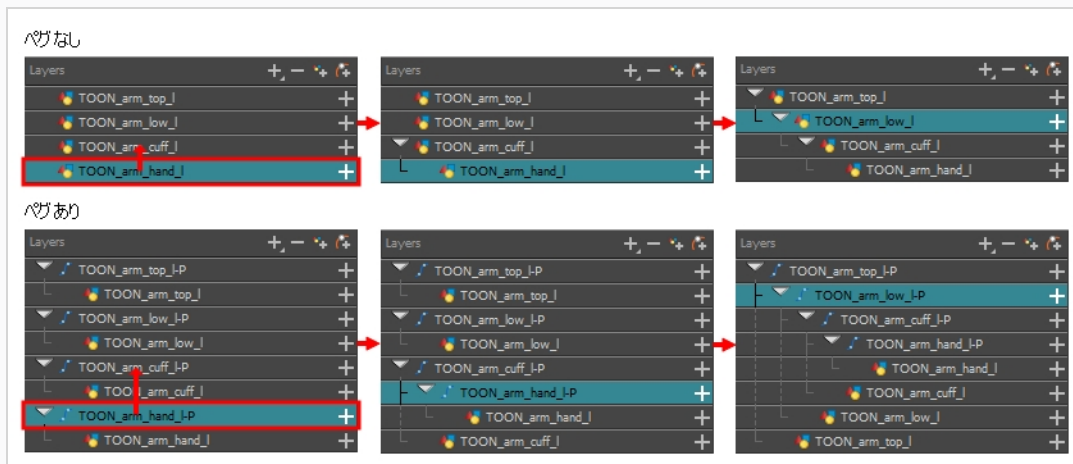 ペグなし
Layers
TOON_arm_top_l
TOON_arm_low_l
TOON_arm_cuff_l
TOON_arm_hand_l
Layers
TOON_arm_top_l
TOON_arm_low_l
TOON_arm_cuff_l
TOON_arm_hand_l
Layers
TOON_arm_top_l
TOON_arm_low_l
TOON_arm_cuff_l
TOON_arm_hand_l
ペグあり
Layers
TOON_arm_top_l-P
TOON_arm_top_l
TOON_arm_low_l-P
TOON_arm_low_l
TOON_arm_cuff_l-P
TOON_arm_cuff_l
TOON_arm_hand_l-P
TOON_arm_hand_l
Layers
TOON_arm_top_l-P
TOON_arm_top_l
TOON_arm_low_l-P
TOON_arm_low_l
TOON_arm_cuff_l-P
TOON_arm_hand_l-P
TOON_arm_hand_l
TOON_arm_cuff_l
Layers
TOON_arm_top_l-P
TOON_arm_low_l-P
TOON_arm_cuff_l-P
TOON_arm_hand_l-P
TOON_arm_hand_l
TOON_arm_cuff_l
TOON_arm_low_l
TOON_arm_top_l